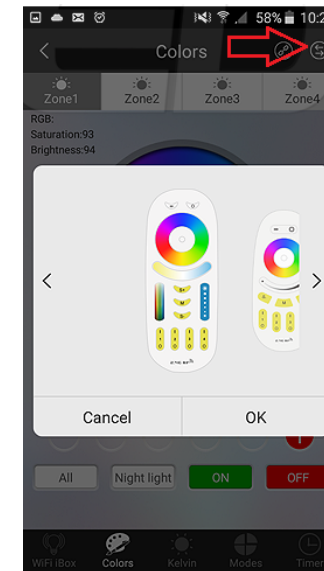 58% 10:2
Colors
Zone1 Zone2 Zone3 Zone4
RGB:
Saturation:93
Brightness:94
Cancel OK
All Night light ON OFF
WiFi iBox Colors Kelvin Modes Timer